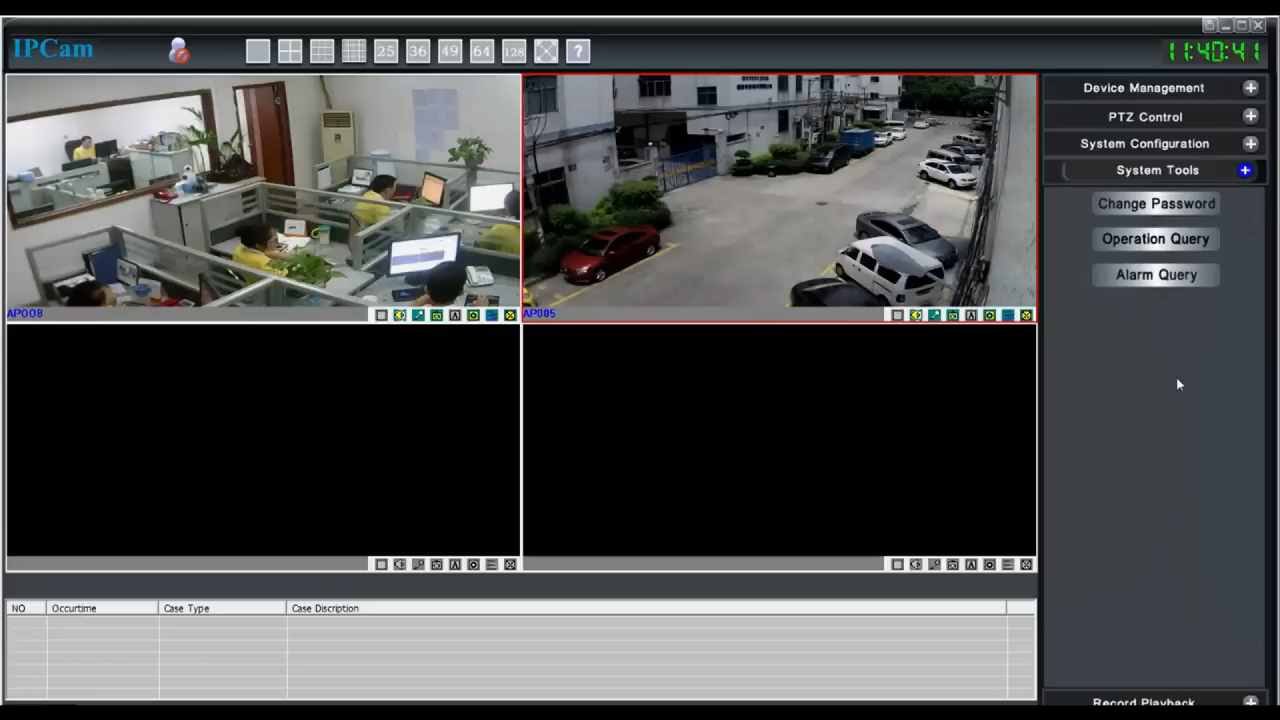 IPCam
25 36 49 64 128 ?
11:40:41
Device Management
PTZ Control
System Configuration
System Tools
Change Password
Operation Query
Alarm Query
AP008
AP005
NO Occurtime Case Type Case Discription
Record Playback